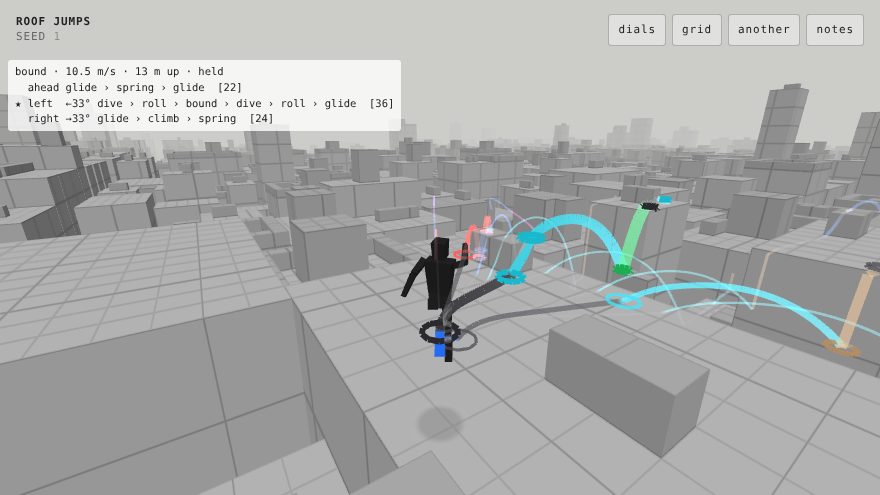 ROOF JUMPS
SEED 1
dials
grid
another
notes
bound · 10.5 m/s · 13 m up · held
ahead glide › spring › glide [22]
★ left ←33° dive › roll › bound › dive › roll › glide [36]
right →33° glide › climb › spring [24]